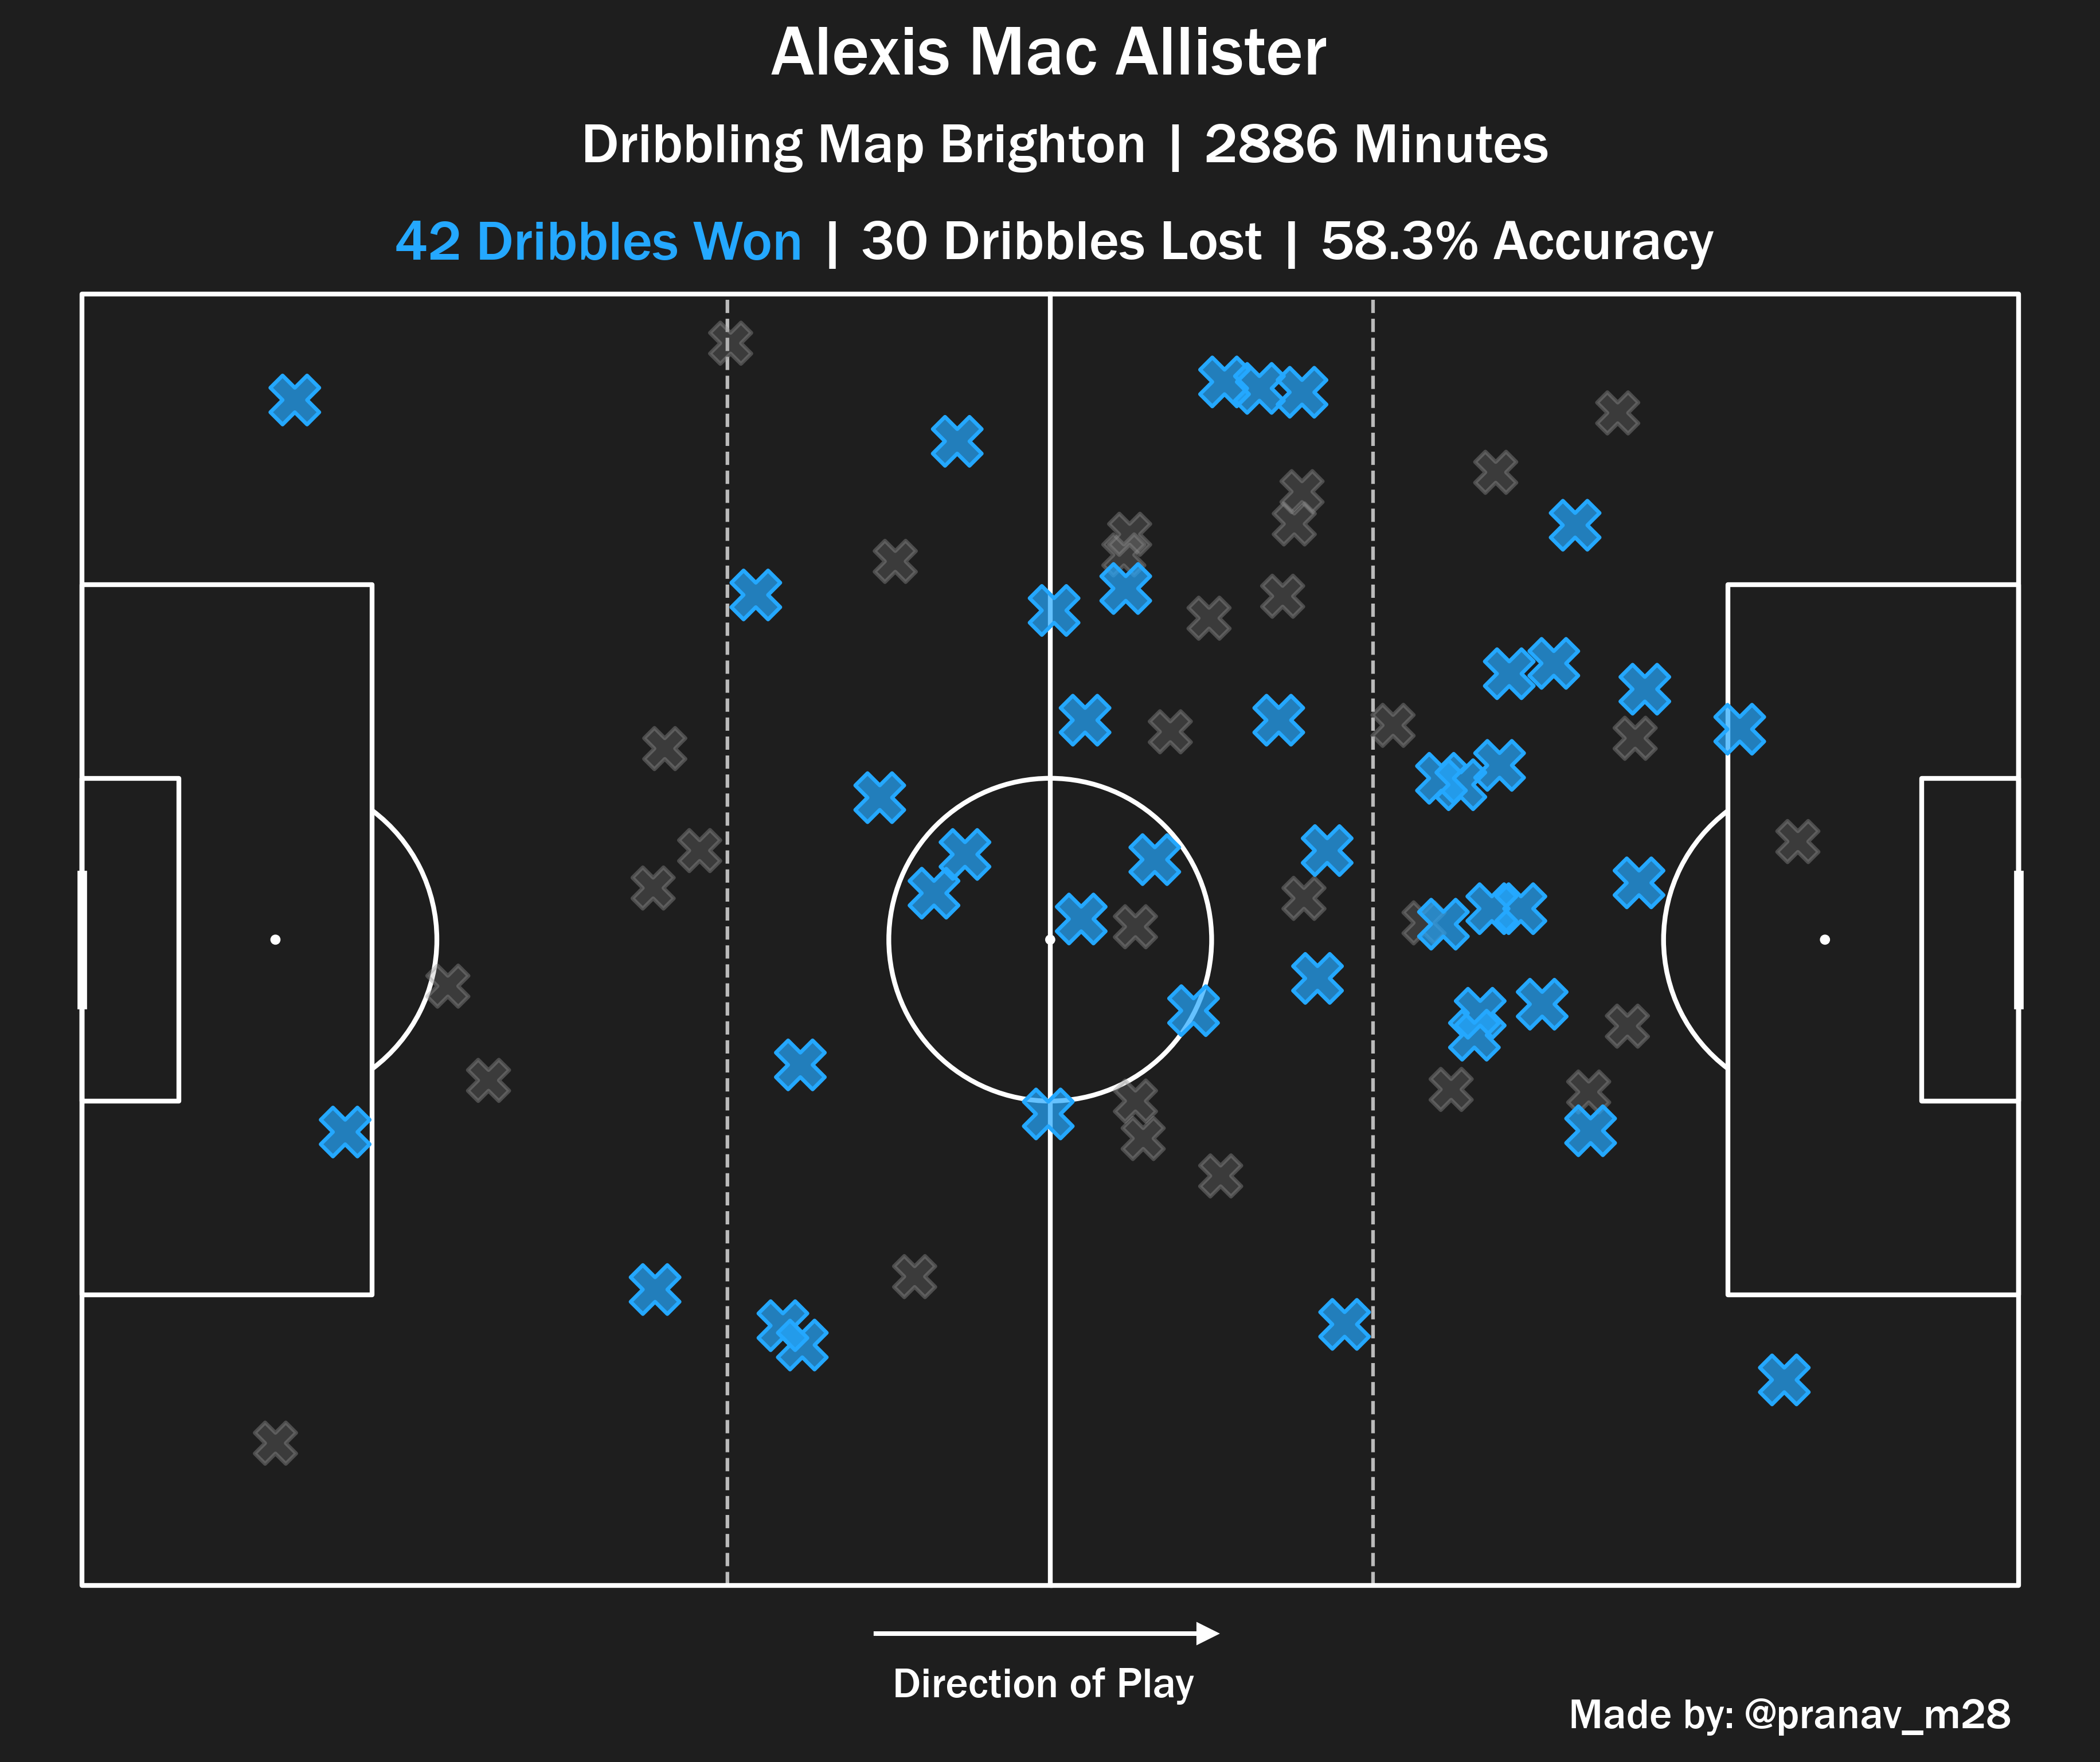 Alexis Mac Allister
Dribbling Map Brighton | 2886 Minutes
42 Dribbles Won | 30 Dribbles Lost | 58.3% Accuracy
Direction of Play
Made by: @pranav_m28